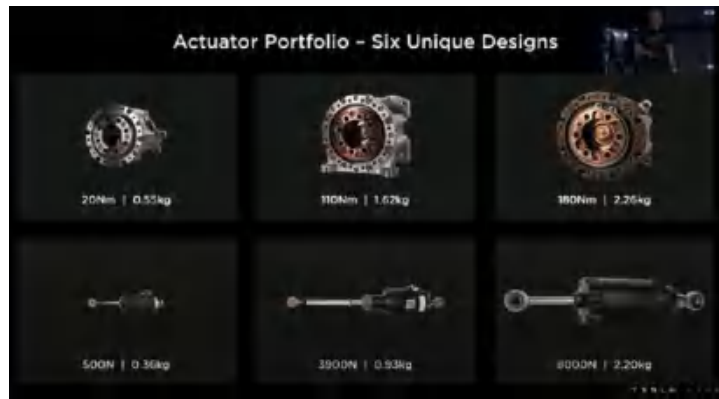 Actuator Portfolio – Six Unique Designs
20Nm | 0.55kg
110Nm | 1.62kg
180Nm | 2.26kg
500N | 0.36kg
3900N | 0.93kg
8000N | 2.20kg
TESLA